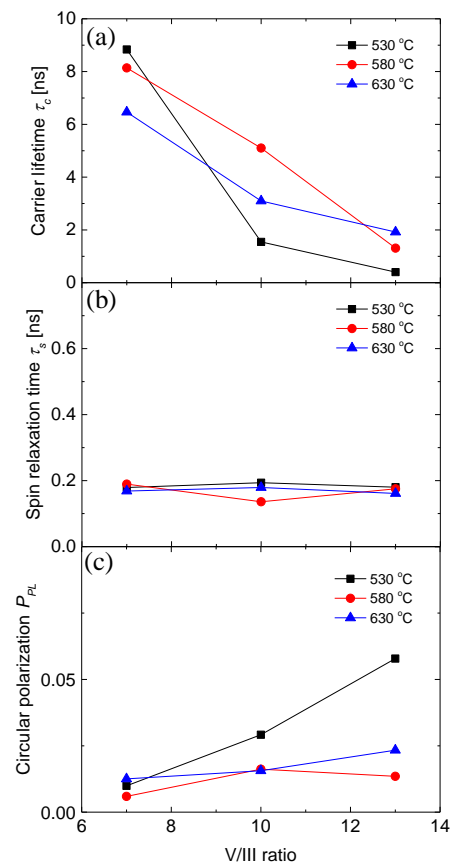 (a)
10
8
6
4
2
0
Carrier lifetime τc [ns]
530 °C
580 °C
630 °C
(b)
0.6
0.4
0.2
0.0
Spin relaxation time τs [ns]
530 °C
580 °C
630 °C
(c)
0.05
0.00
Circular polarization PPL
530 °C
580 °C
630 °C
6 8 10 12 14
V/III ratio